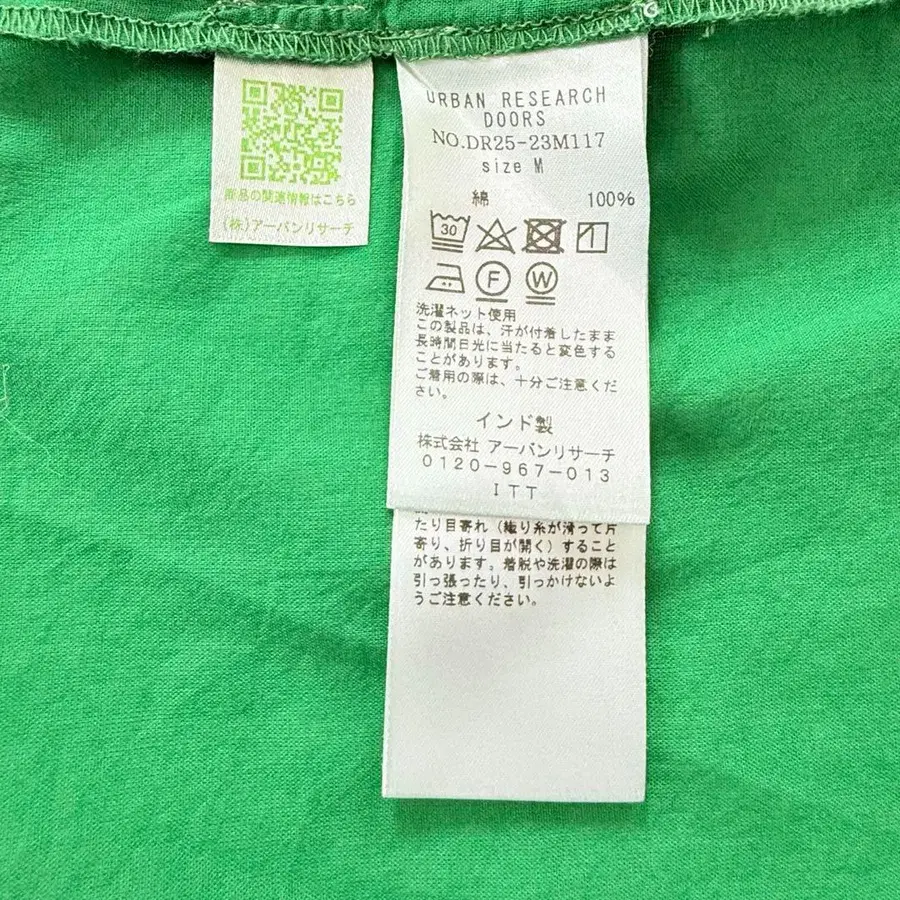 商品の関連情報はこちら
(株)アーバンリサーチ
URBAN RESEARCH
DOORS
NO.DR25-23M117
size M
綿 100%
30
F W
洗濯ネット使用
この製品は、汗が付着したまま
長時間日光に当たると変色する
ことがあります。
ご着用の際は、十分ご注意くだ
さい。
インド製
株式会社 アーバンリサーチ
0120-967-013
ITT
たり目寄れ（織り糸が滑って片
寄り、折り目が開く）すること
があります。着脱や洗濯の際は
引っ張ったり、引っかけないよ
うご注意ください。